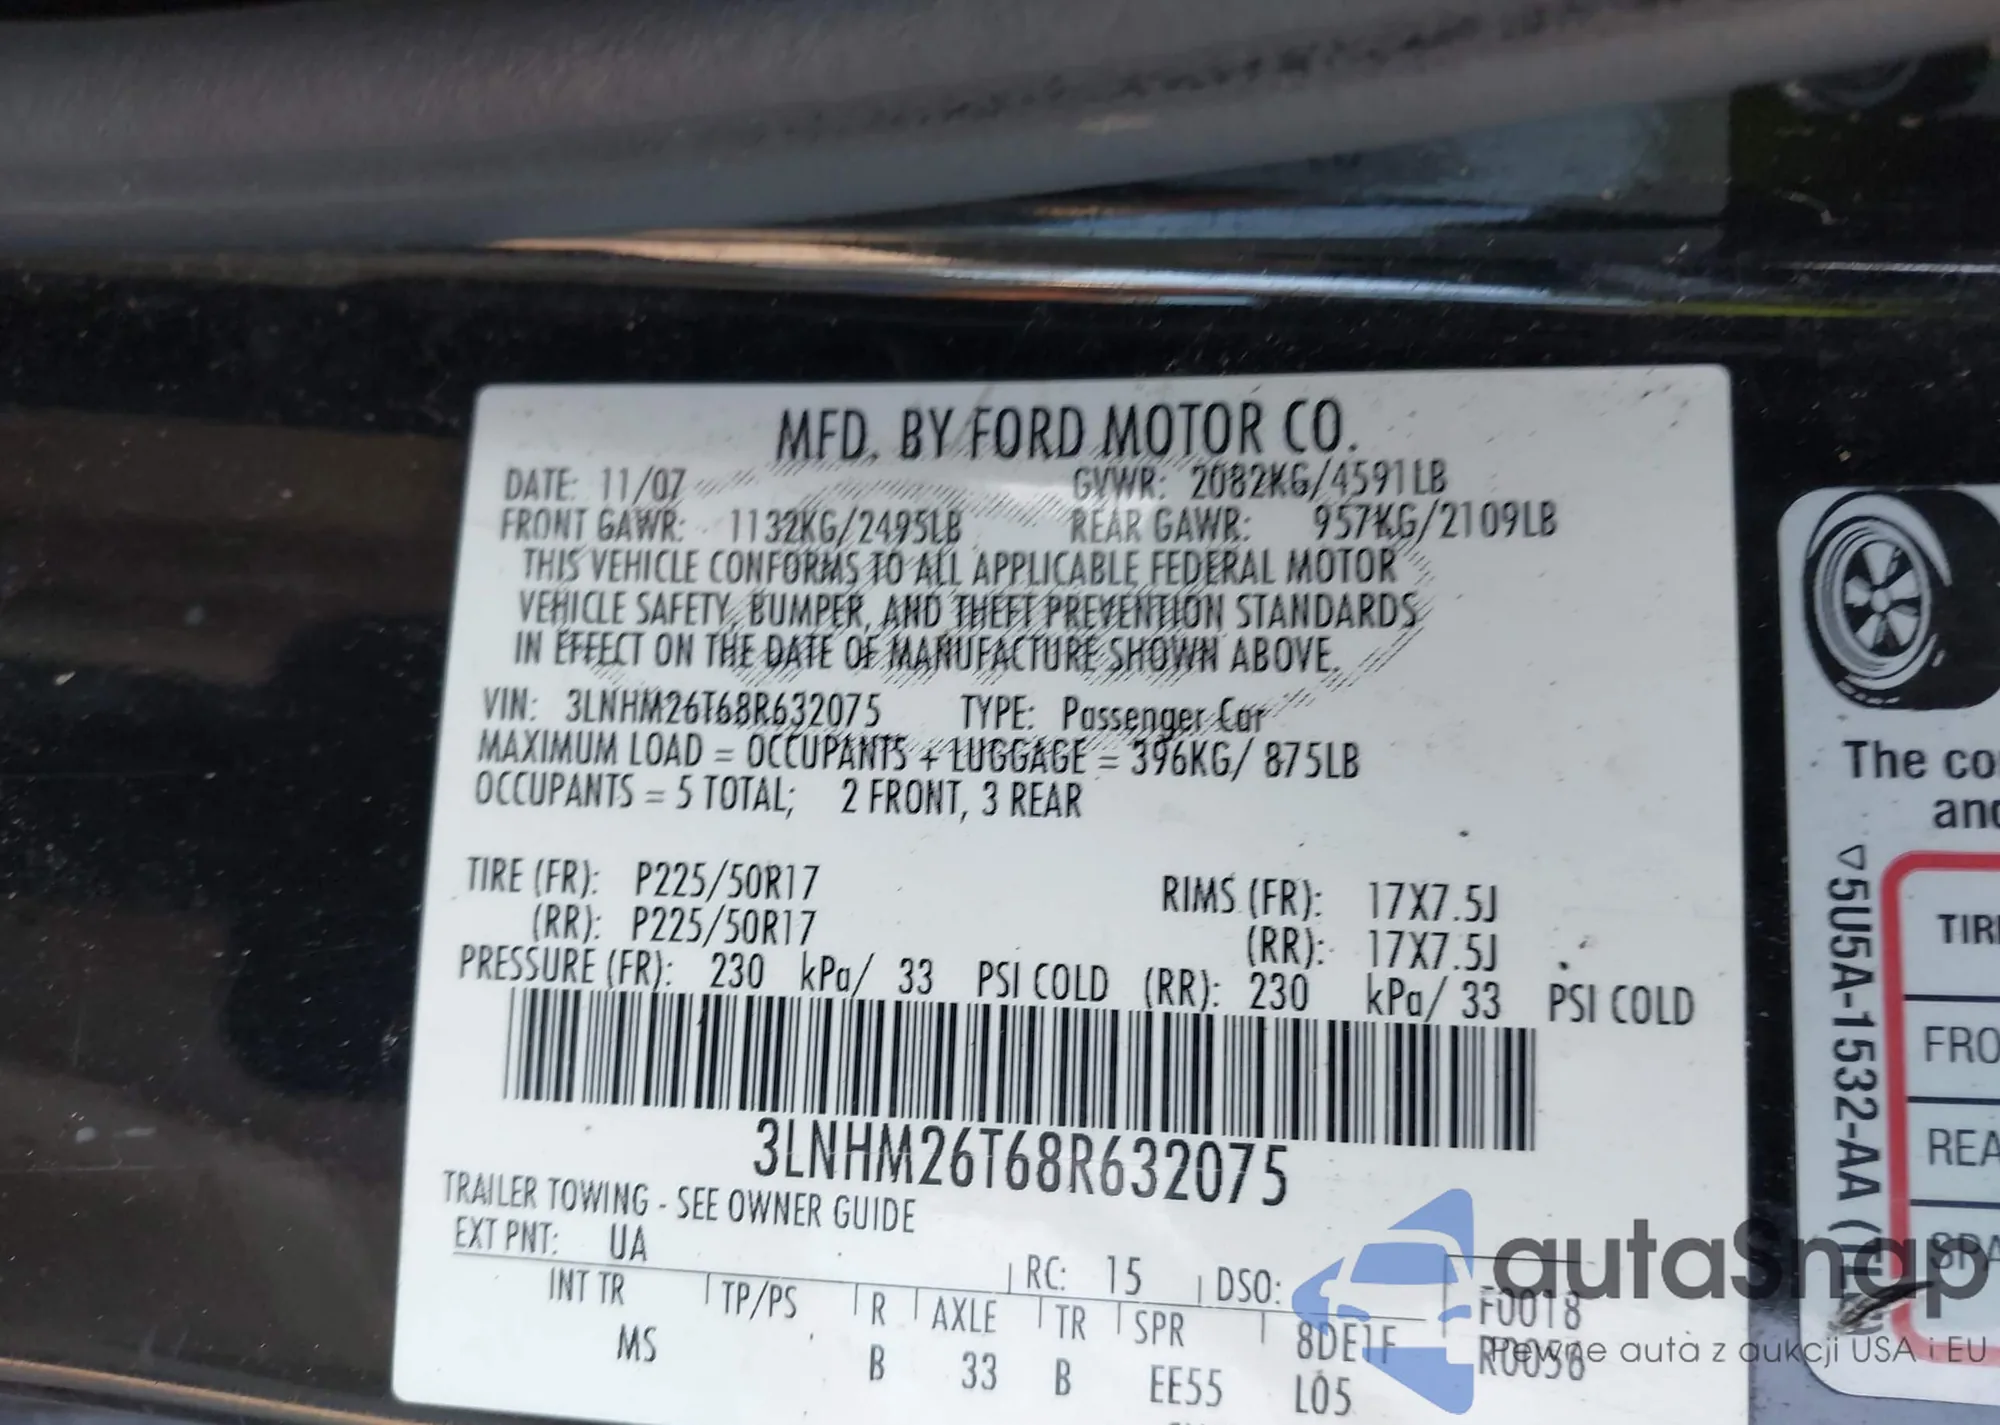 MFD. BY FORD MOTOR CO.
DATE: 11/07 GVWR: 2082KG/4591LB
FRONT GAWR: 1132KG/2495LB REAR GAWR: 957KG/2109LB
THIS VEHICLE CONFORMS TO ALL APPLICABLE FEDERAL MOTOR
VEHICLE SAFETY, BUMPER, AND THEFT PREVENTION STANDARDS
IN EFFECT ON THE DATE OF MANUFACTURE SHOWN ABOVE.
VIN: 3LNHM26T68R632075 TYPE: Passenger Car
MAXIMUM LOAD = OCCUPANTS + LUGGAGE = 396KG/ 875LB
OCCUPANTS = 5 TOTAL; 2 FRONT, 3 REAR
TIRE (FR): P225/50R17 RIMS (FR): 17X7.5J
(RR): P225/50R17 (RR): 17X7.5J
PRESSURE (FR): 230 kPa/ 33 PSI COLD (RR): 230 kPa/ 33 PSI COLD
3LNHM26T68R632075
TRAILER TOWING - SEE OWNER GUIDE
EXT PNT: UA RC: 15 DSO:
INT TR TP/PS R AXLE TR SPR 8DE1F F0018
MS B 33 B EE55 L05 R0056
The co
and
5U5A-1532-AA
TIR
FRO
REA
SPA
autaSnap
Pewne auta z aukcji USA i EU